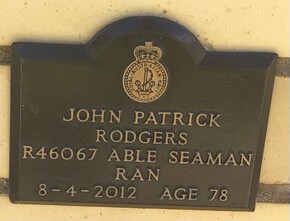 JOHN PATRICK
RODGERS
R46067 ABLE SEAMAN
RAN
8-4-2012 AGE 78